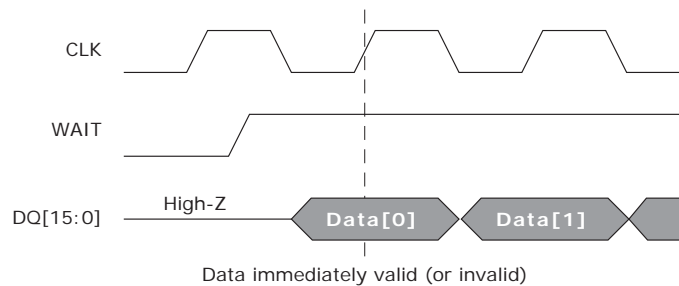 CLK
WAIT
DQ[15:0]
High-Z
Data[0]
Data[1]
Data immediately valid (or invalid)